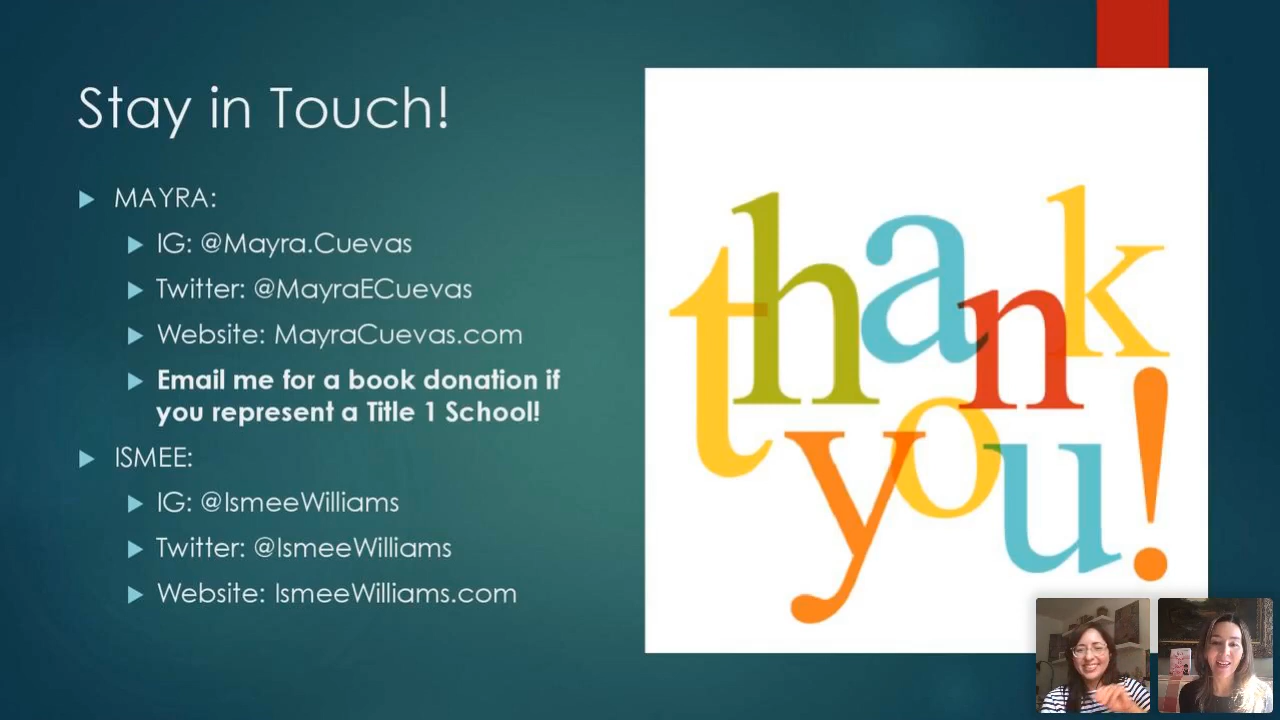 Stay in Touch!
MAYRA:
IG: @Mayra.Cuevas
Twitter: @MayraECuevas
Website: MayraCuevas.com
Email me for a book donation if
you represent a Title 1 School!
ISMEE:
IG: @IsmeeWilliams
Twitter: @IsmeeWilliams
Website: IsmeeWilliams.com
thank
you!